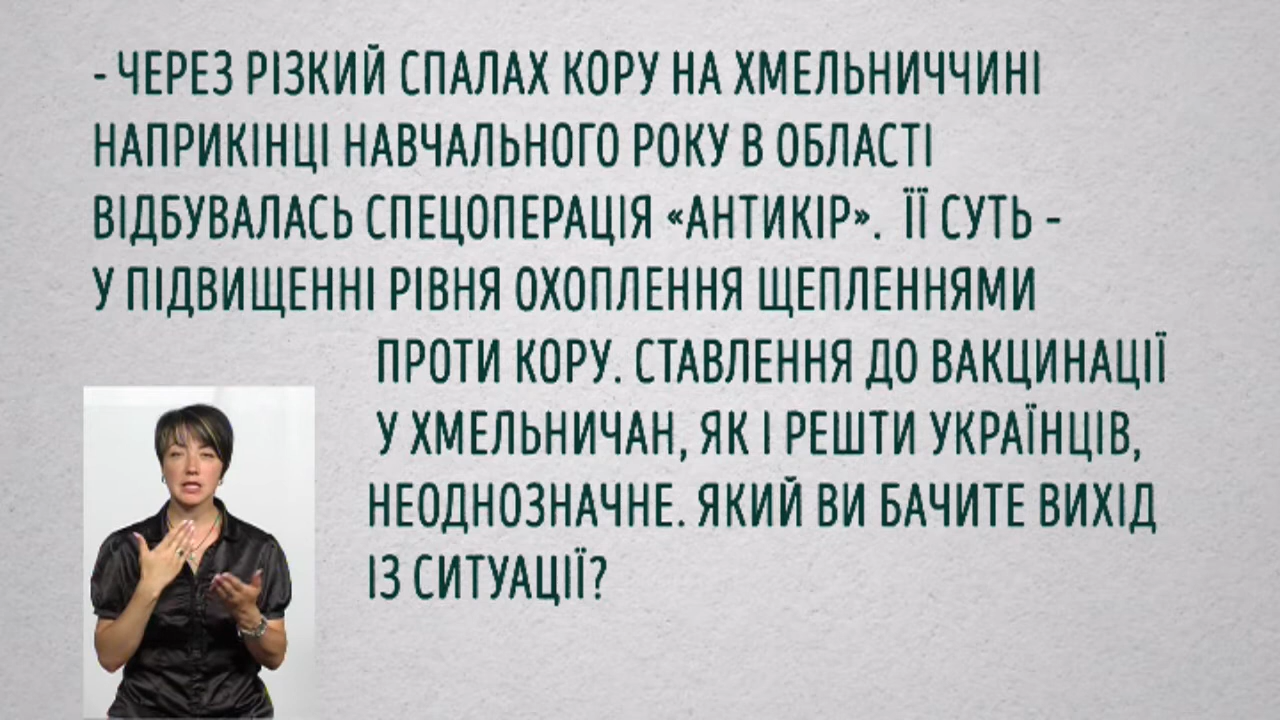 - ЧЕРЕЗ РІЗКИЙ СПАЛАХ КОРУ НА ХМЕЛЬНИЧЧИНІ
НАПРИКІНЦІ НАВЧАЛЬНОГО РОКУ В ОБЛАСТІ
ВІДБУВАЛАСЬ СПЕЦОПЕРАЦІЯ «АНТИКІР». ЇЇ СУТЬ -
У ПІДВИЩЕННІ РІВНЯ ОХОПЛЕННЯ ЩЕПЛЕННЯМИ
ПРОТИ КОРУ. СТАВЛЕННЯ ДО ВАКЦИНАЦІЇ
У ХМЕЛЬНИЧАН, ЯК І РЕШТИ УКРАЇНЦІВ,
НЕОДНОЗНАЧНЕ. ЯКИЙ ВИ БАЧИТЕ ВИХІД
ІЗ СИТУАЦІЇ?